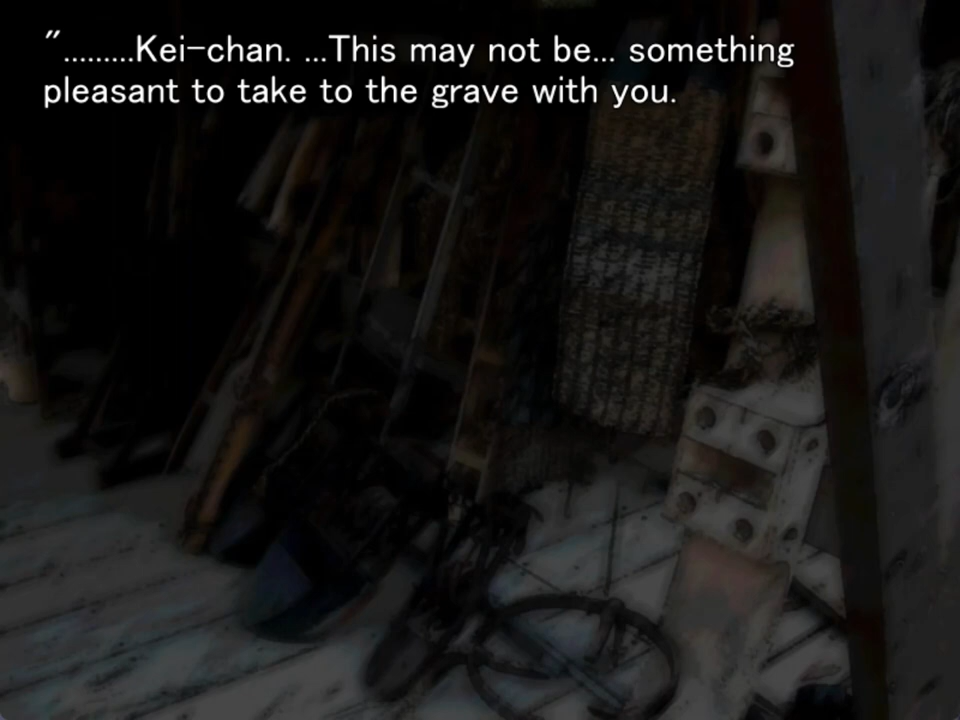 ".........Kei-chan. ...This may not be... something
pleasant to take to the grave with you.